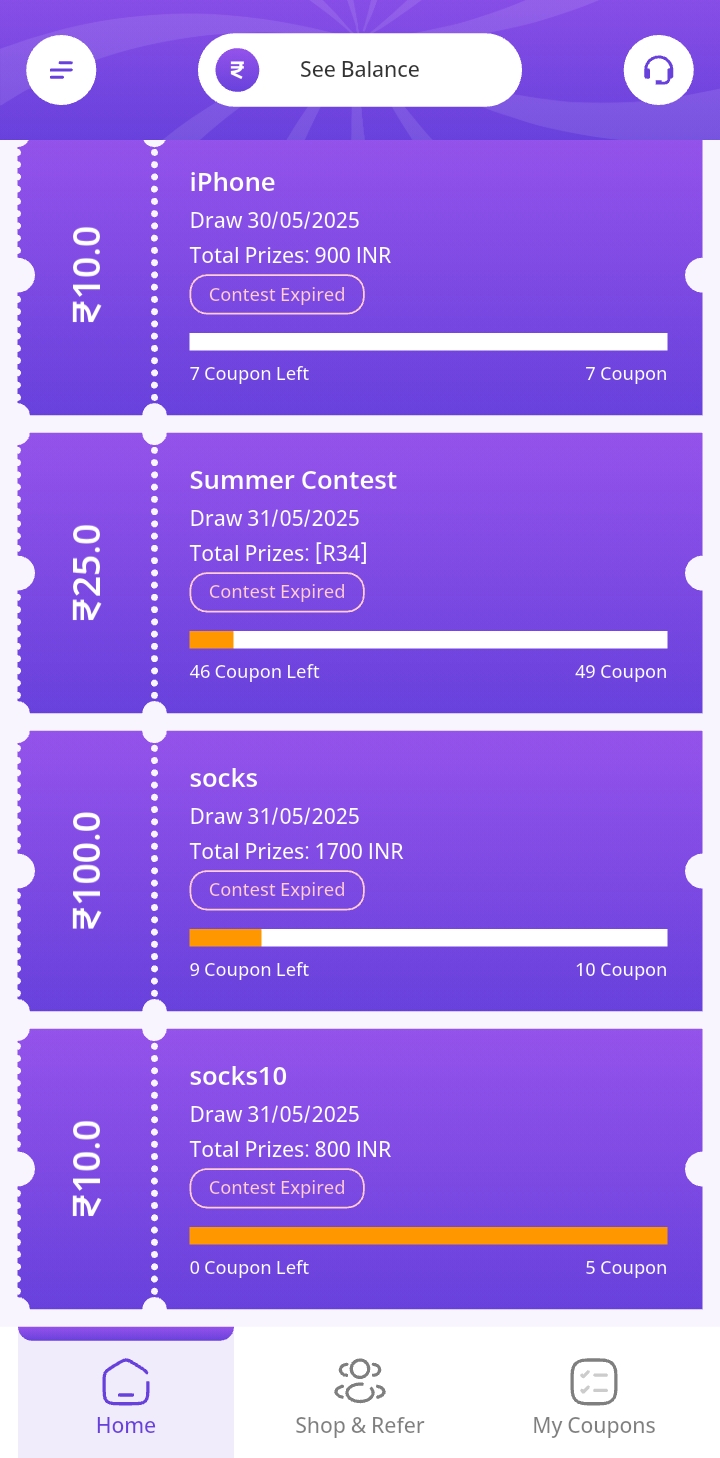 ₹
See Balance
₹10.0
iPhone
Draw 30/05/2025
Total Prizes: 900 INR
Contest Expired
7 Coupon Left
7 Coupon
₹25.0
Summer Contest
Draw 31/05/2025
Total Prizes: [R34]
Contest Expired
46 Coupon Left
49 Coupon
₹100.0
socks
Draw 31/05/2025
Total Prizes: 1700 INR
Contest Expired
9 Coupon Left
10 Coupon
₹10.0
socks10
Draw 31/05/2025
Total Prizes: 800 INR
Contest Expired
0 Coupon Left
5 Coupon
Home
Shop & Refer
My Coupons